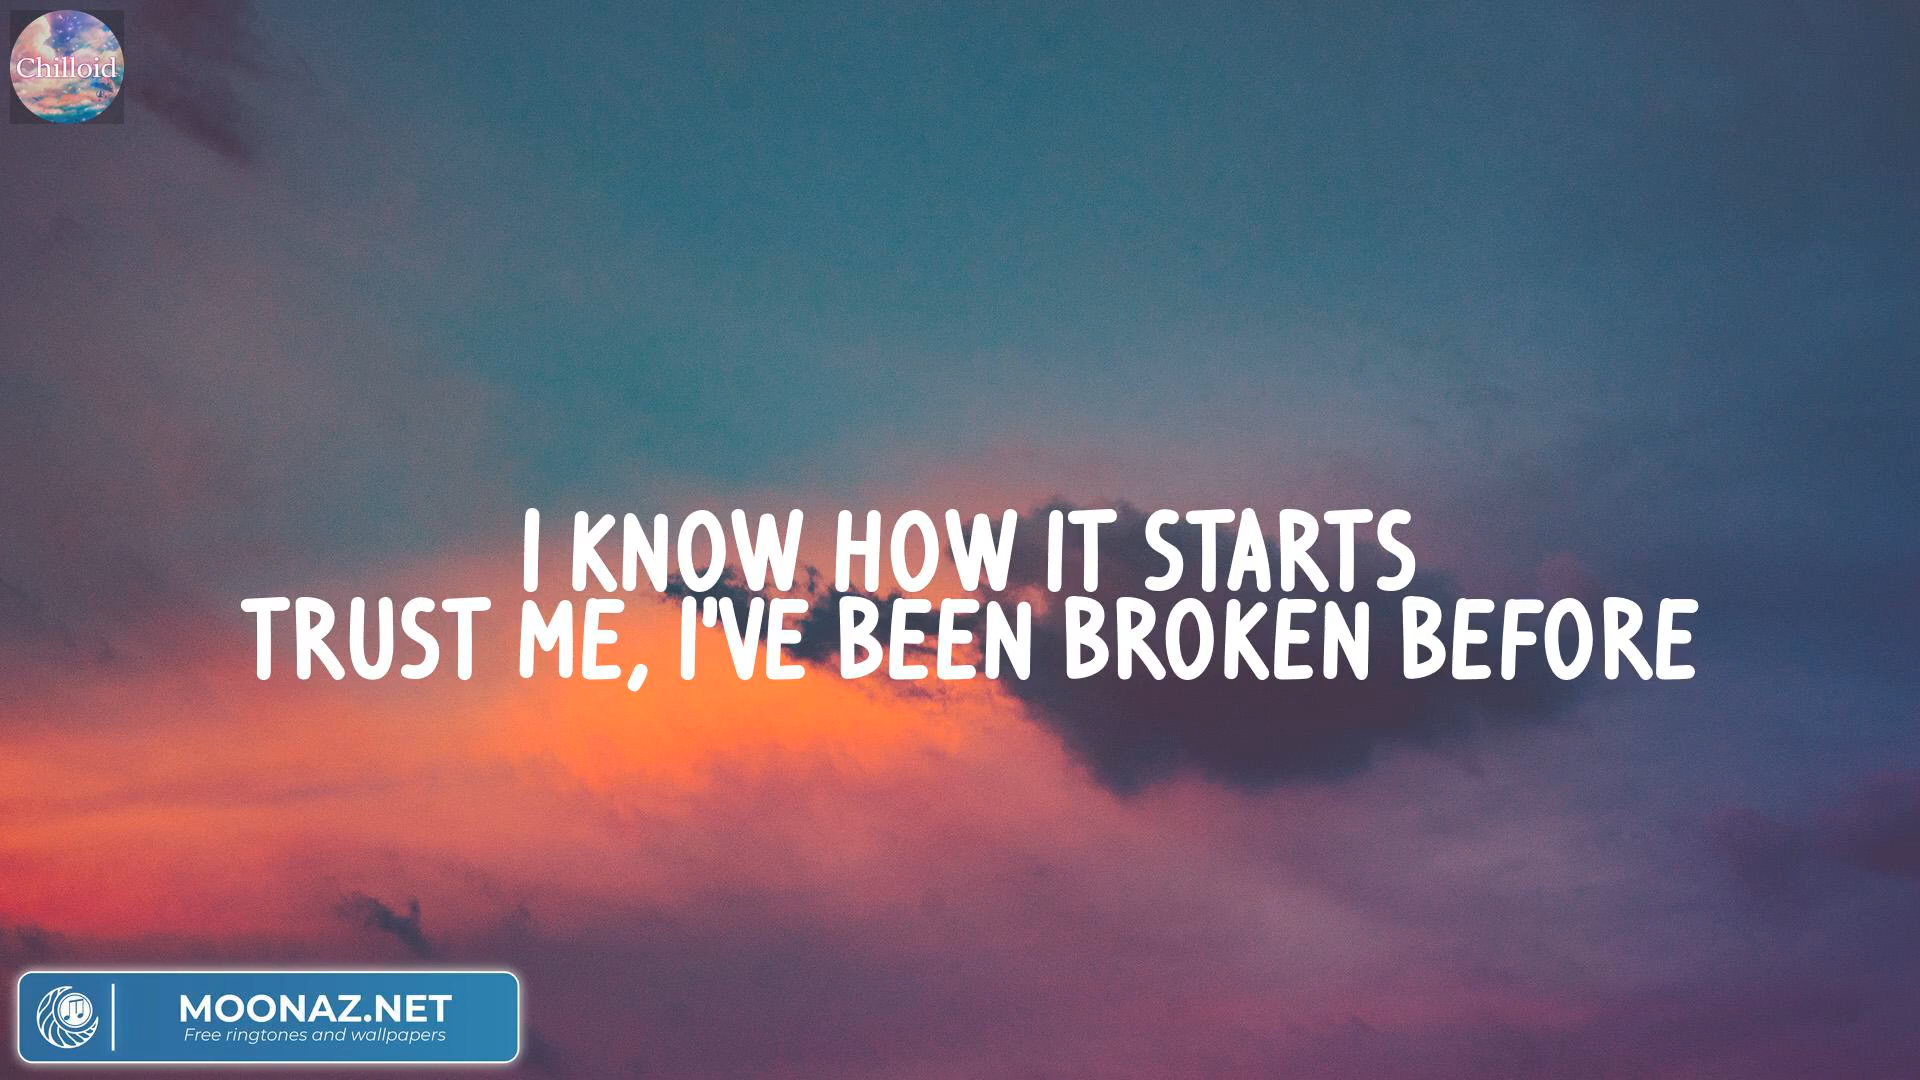 Chilloid
I KNOW HOW IT STARTS
TRUST ME, I"VE BEEN BROKEN BEFORE
MOONAZ.NET
Free ringtones and wallpapers